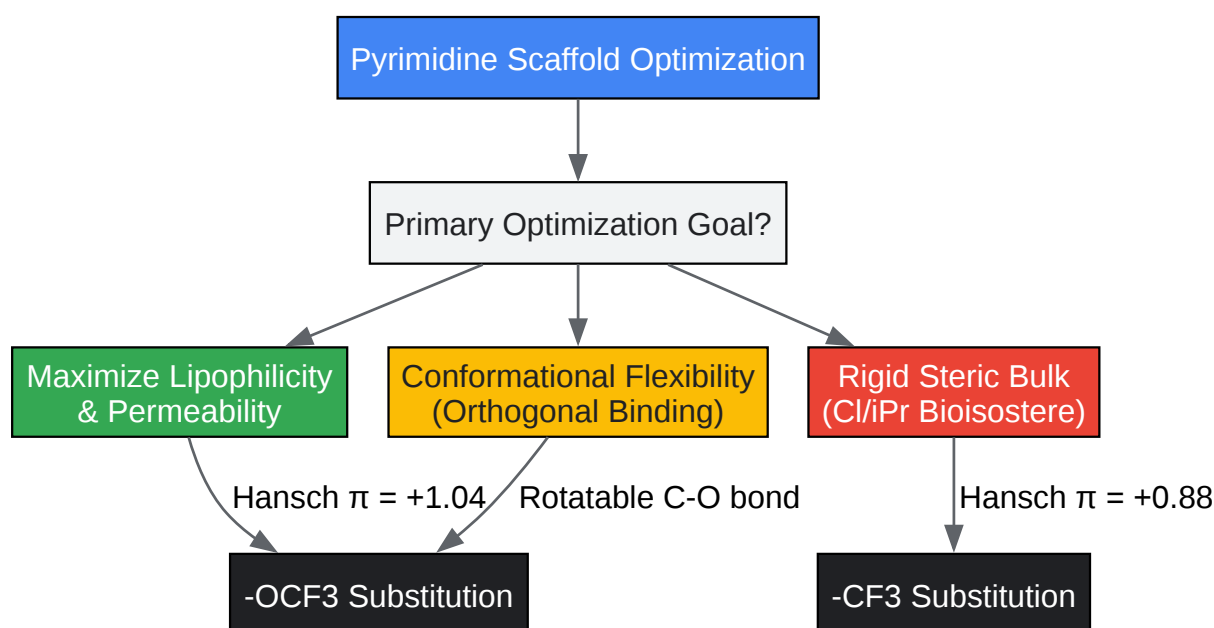 Pyrimidine Scaffold Optimization
Primary Optimization Goal?
Maximize Lipophilicity
& Permeability
Conformational Flexibility
(Orthogonal Binding)
Rigid Steric Bulk
(Cl/iPr Bioisostere)
Hansch π = +1.04
Rotatable C-O bond
Hansch π = +0.88
-OCF3 Substitution
-CF3 Substitution